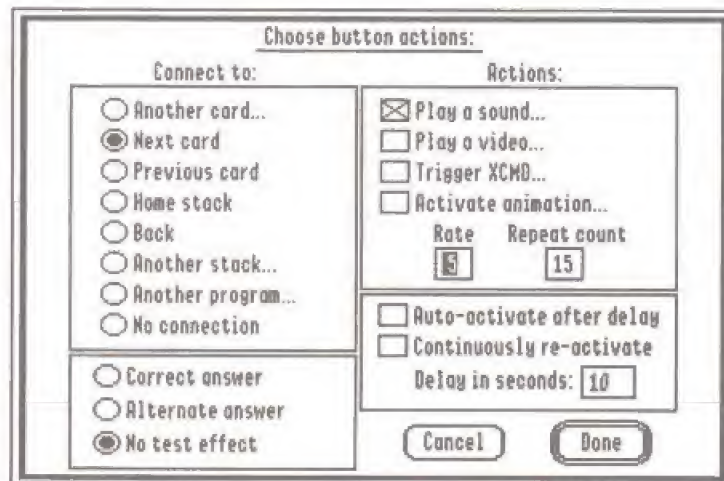 Choose button actions:
Connect to:
Another card...
Next card
Previous card
Home stack
Back
Another stack...
Another program...
No connection
Correct answer
Alternate answer
No test effect
Actions:
Play a sound...
Play a video...
Trigger XCMD...
Activate animation...
Rate Repeat count
5 15
Auto-activate after delay
Continuously re-activate
Delay in seconds: 10
Cancel Done